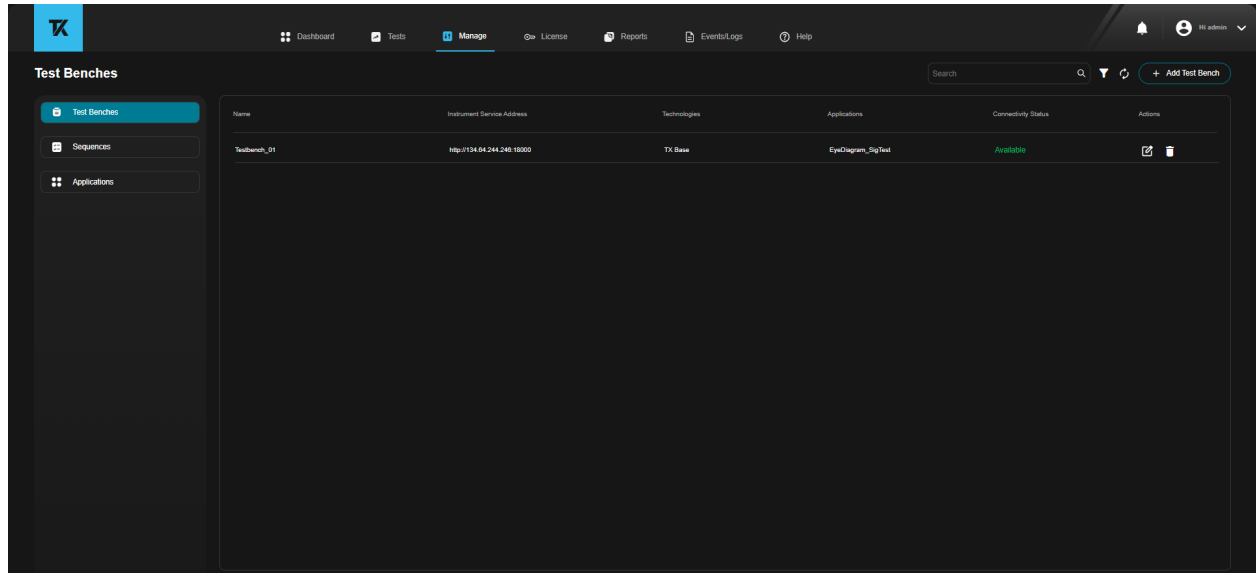 TK
Dashboard Tests Manage License Reports Events/Logs Help Hi admin
Test Benches Search + Add Test Bench
Test Benches
Sequences
Applications
Name Instrument Service Address Technologies Applications Connectivity Status Actions
Testbench_01 http://134.64.244.246:18000 TX Base EyeDiagram_SigTest Available